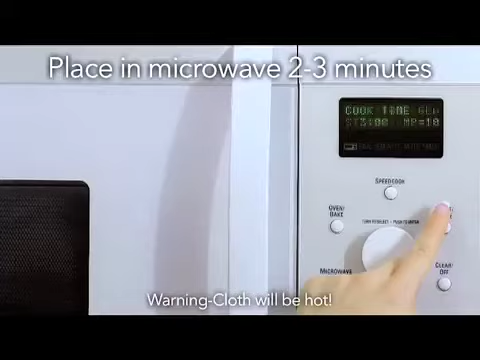 Place in microwave 2-3 minutes
COOK TIME
SPEEDCOOK
OVEN/
BAKE
MICROWAVE
CLEAR/
OFF
Warning-Cloth will be hot!